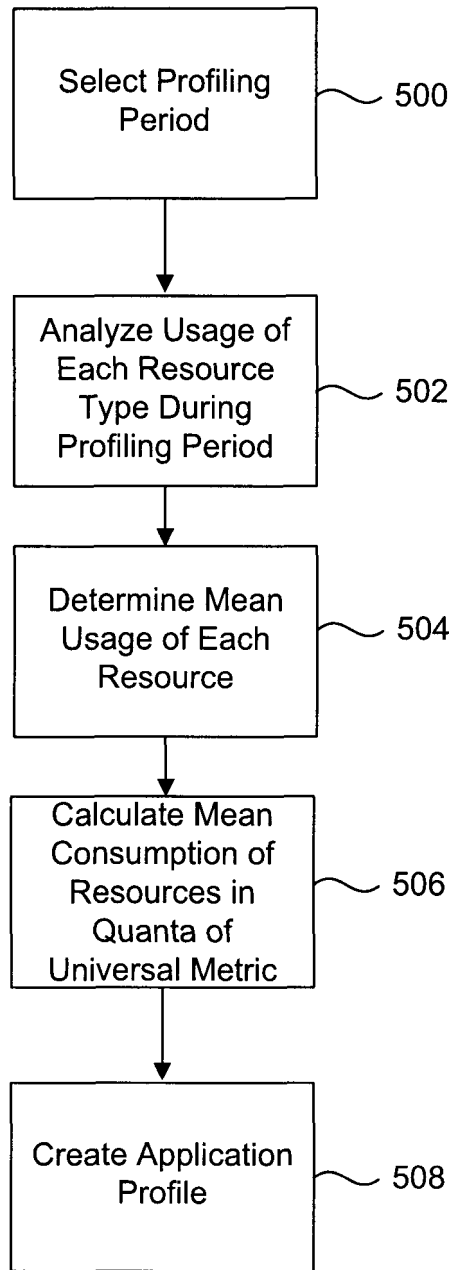 Select Profiling
Period
500
Analyze Usage of
Each Resource
Type During
Profiling Period
502
Determine Mean
Usage of Each
Resource
504
Calculate Mean
Consumption of
Resources in
Quanta of
Universal Metric
506
Create Application
Profile
508